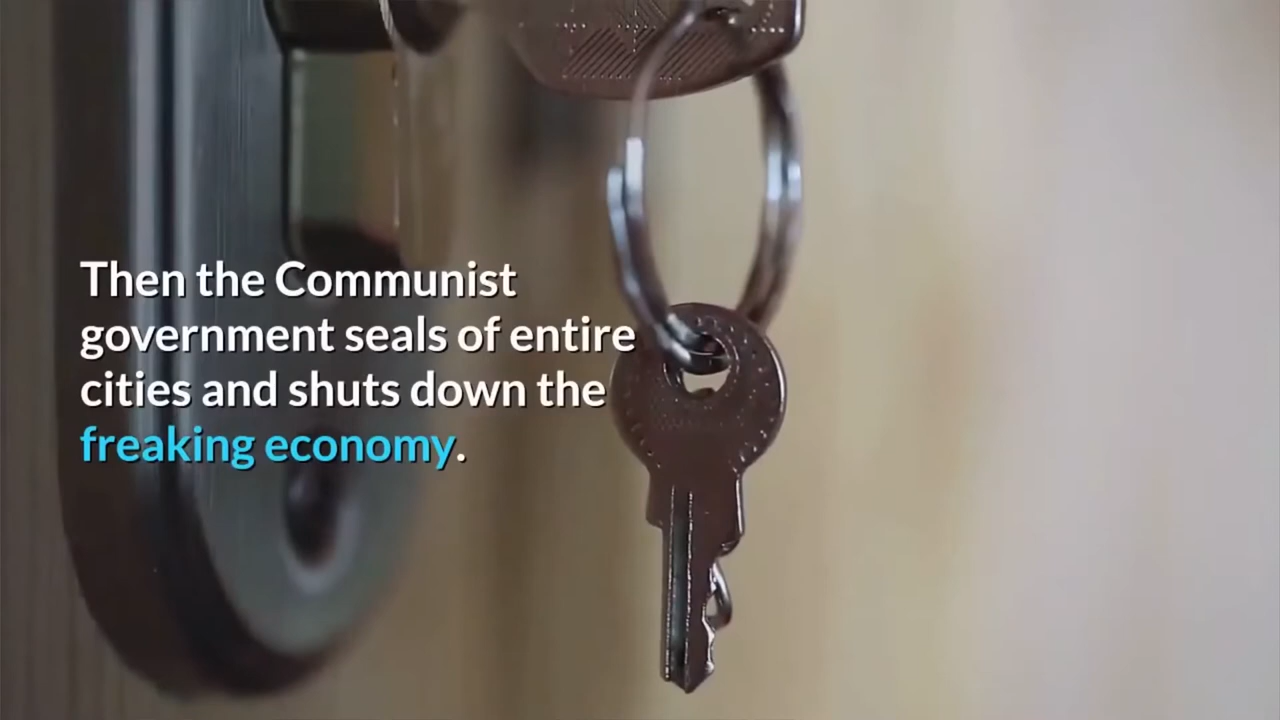 Then the Communist
government seals of entire
cities and shuts down the
freaking economy.